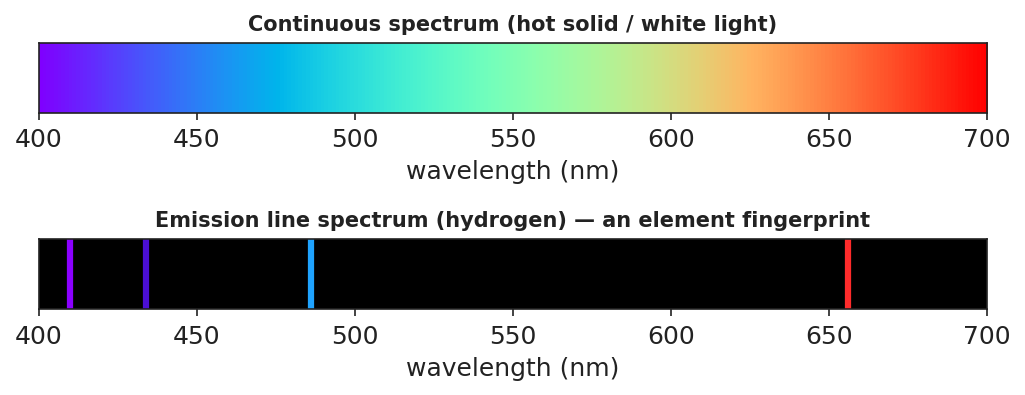 Continuous spectrum (hot solid / white light)
400 450 500 550 600 650 700
wavelength (nm)
Emission line spectrum (hydrogen) — an element fingerprint
400 450 500 550 600 650 700
wavelength (nm)